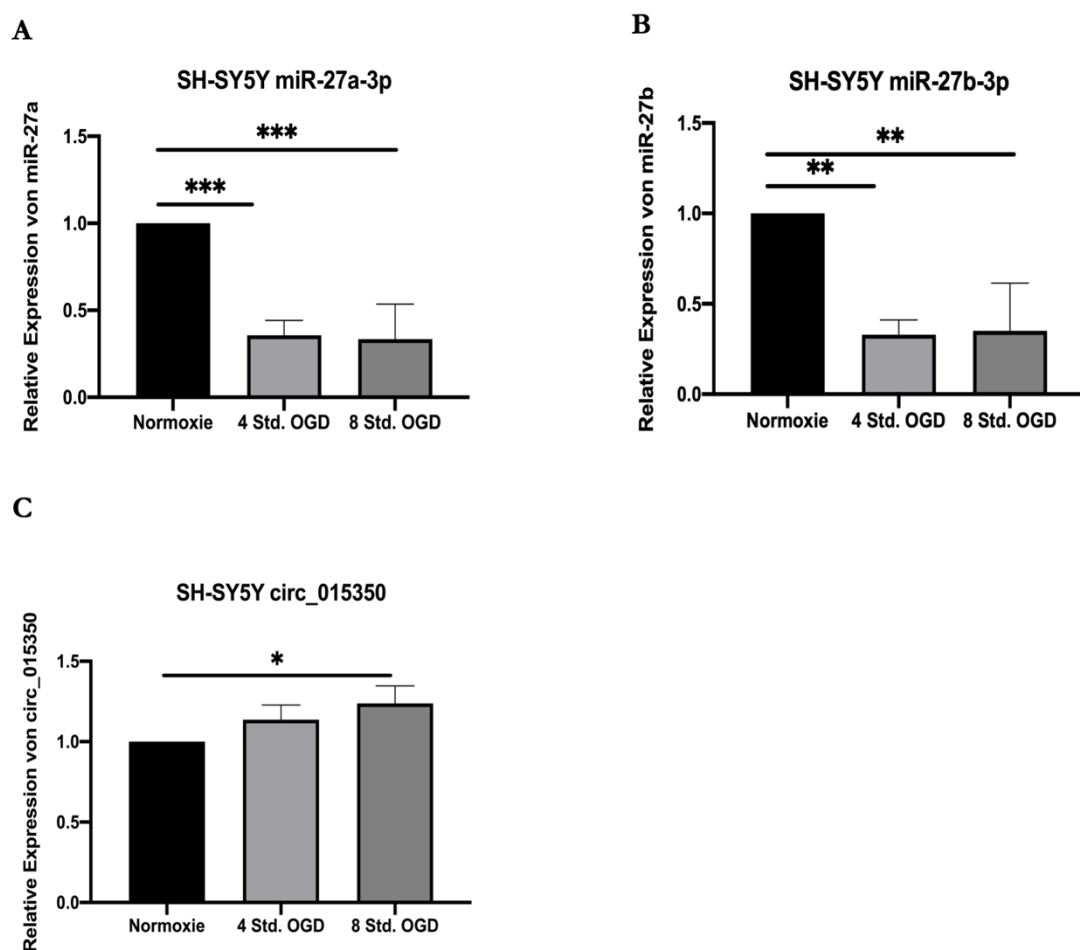 A
SH-SY5Y miR-27a-3p
Relative Expression von miR-27a
1.5
1.0
0.5
0.0
***
***
Normoxie 4 Std. OGD 8 Std. OGD
B
SH-SY5Y miR-27b-3p
Relative Expression von miR-27b
1.5
1.0
0.5
0.0
**
**
Normoxie 4 Std. OGD 8 Std. OGD
C
SH-SY5Y circ_015350
Relative Expression von circ_015350
1.5
1.0
0.5
0.0
*
Normoxie 4 Std. OGD 8 Std. OGD